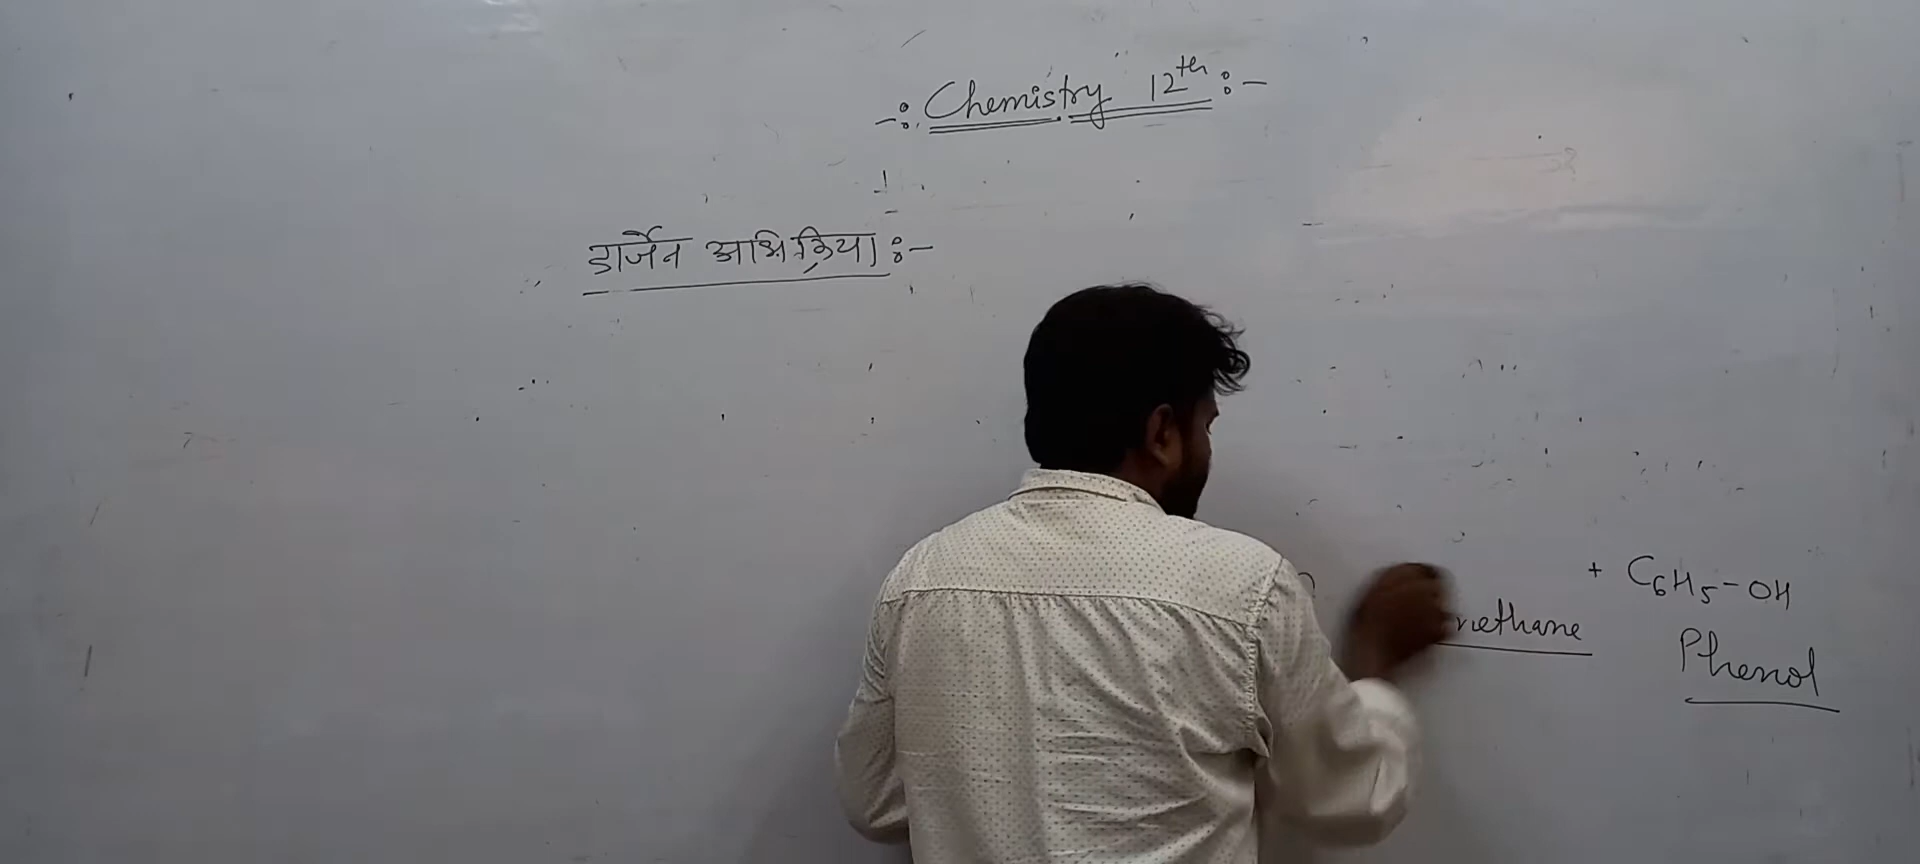 -: Chemistry 12th :-
डार्जेन अभिक्रिया :-
+ C6H5-OH
Phenol